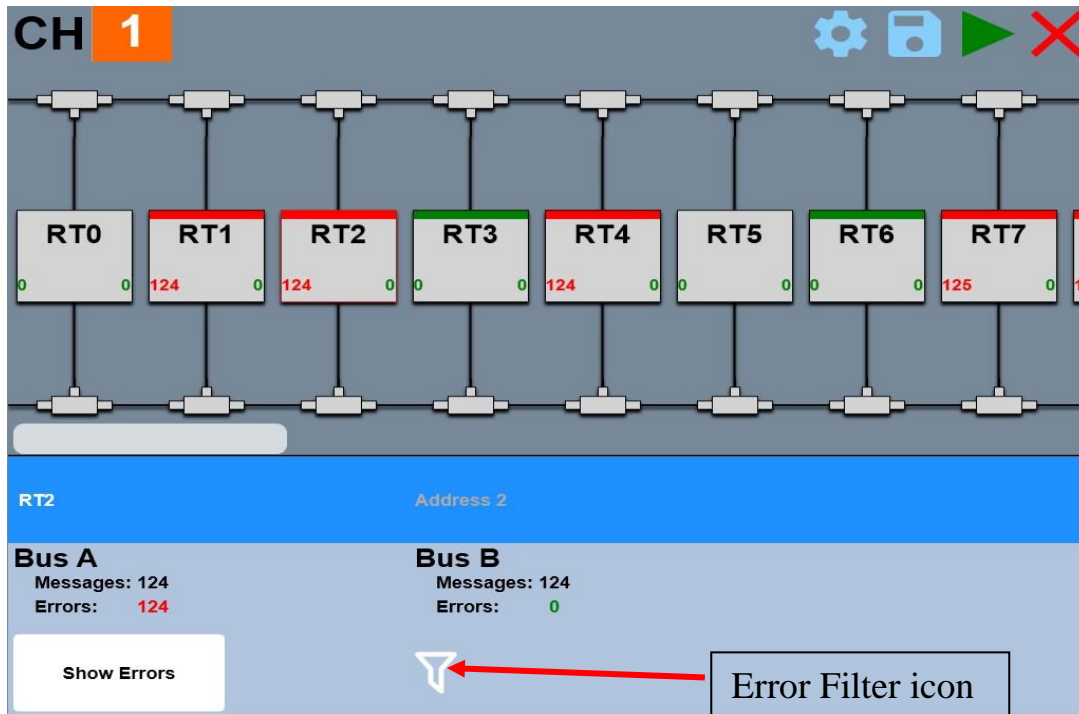 CH 1
RT0 RT1 RT2 RT3 RT4 RT5 RT6 RT7
0 0 124 0 124 0 0 0 124 0 0 0 0 0 125 0 1
RT2 Address 2
Bus A Bus B
Messages: 124 Messages: 124
Errors: 124 Errors: 0
Show Errors
Error Filter icon